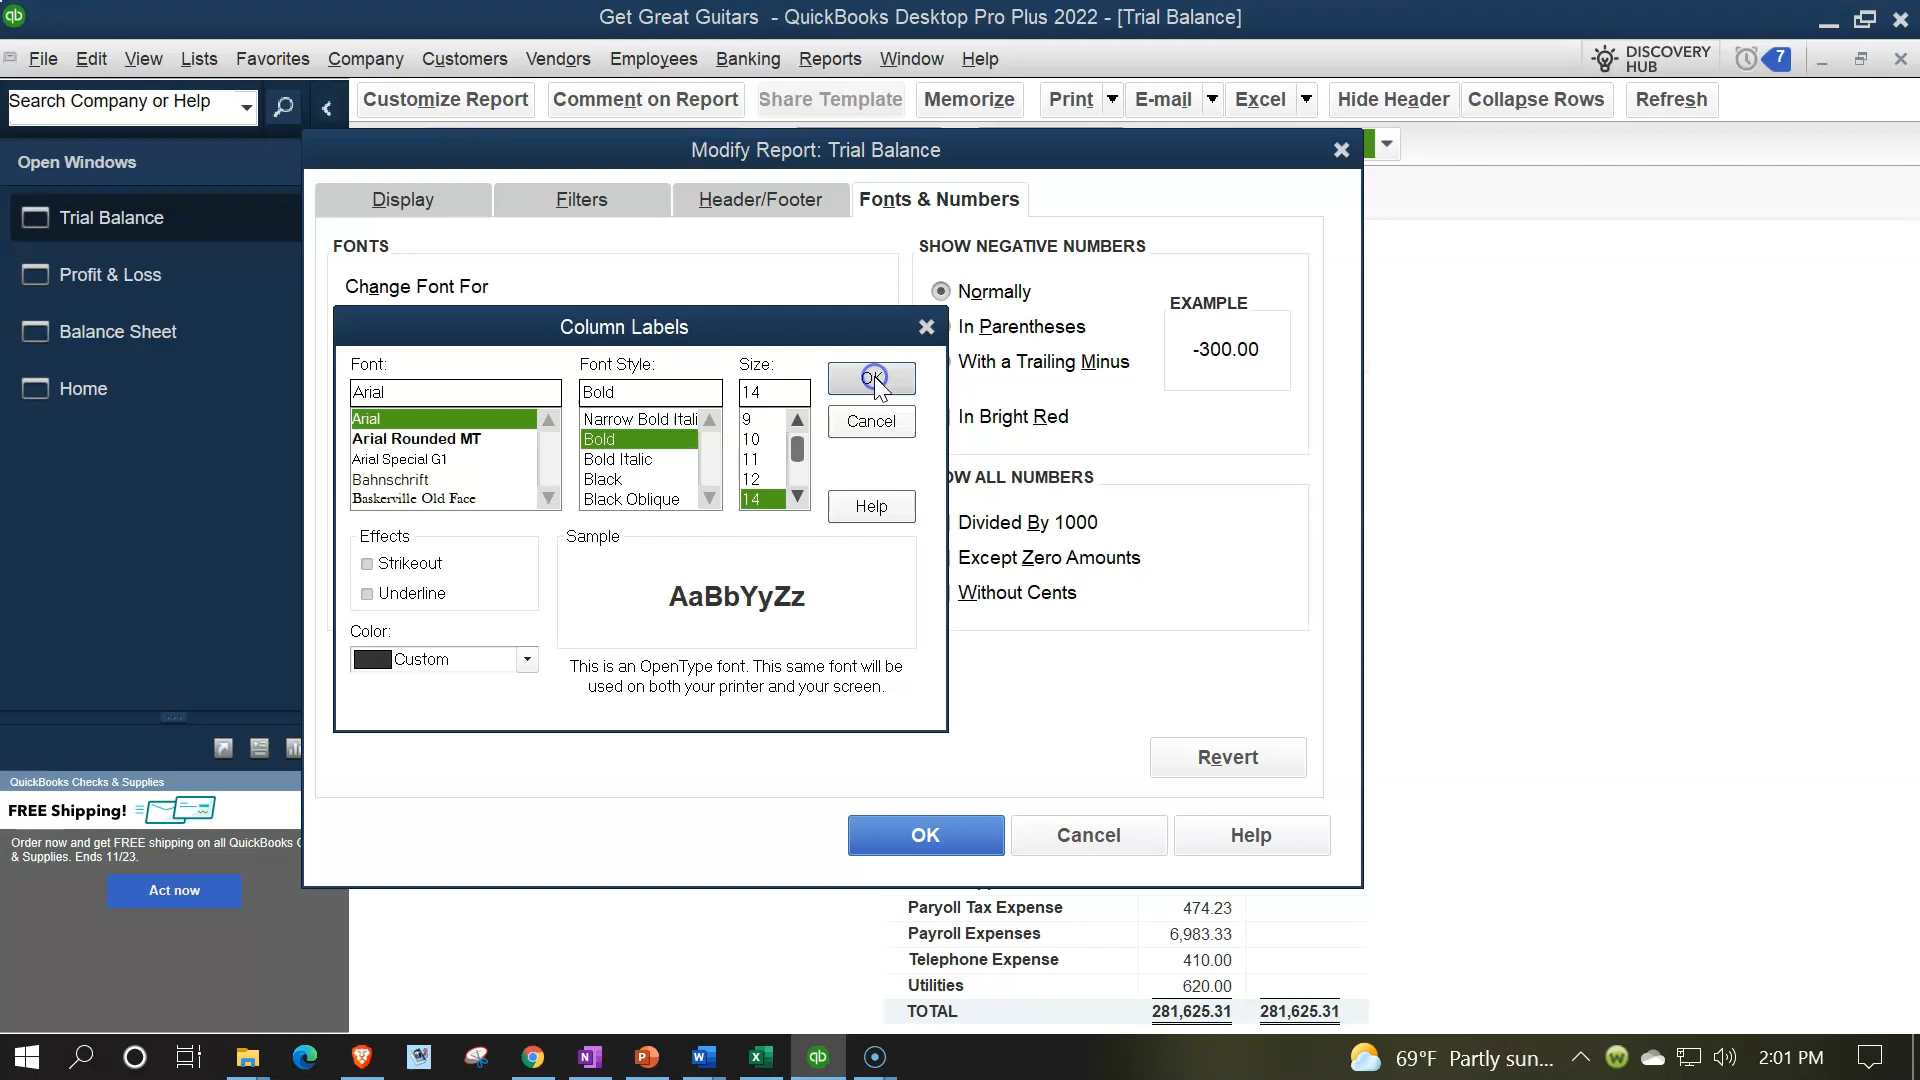 qb
Get Great Guitars - QuickBooks Desktop Pro Plus 2022 - [Trial Balance]
File Edit View Lists Favorites Company Customers Vendors Employees Banking Reports Window Help
DISCOVERY
HUB
7
Search Company or Help
Customize Report Comment on Report Share Template Memorize Print E-mail Excel Hide Header Collapse Rows Refresh
Open Windows
Trial Balance
Profit & Loss
Balance Sheet
Home
Modify Report: Trial Balance
Display Filters Header/Footer Fonts & Numbers
FONTS
Change Font For
SHOW NEGATIVE NUMBERS
Normally
In Parentheses
With a Trailing Minus
In Bright Red
EXAMPLE
-300.00
OW ALL NUMBERS
Divided By 1000
Except Zero Amounts
Without Cents
Column Labels
Font: Font Style: Size:
Arial Bold 14
Arial
Arial Rounded MT
Arial Special G1
Bahnschrift
Baskerville Old Face
Narrow Bold Itali
Bold
Bold Italic
Black
Black Oblique
9
10
11
12
14
OK
Cancel
Help
Effects
Strikeout
Underline
Color:
Custom
Sample
AaBbYyZz
This is an OpenType font. This same font will be
used on both your printer and your screen.
Revert
OK Cancel Help
QuickBooks Checks & Supplies
FREE Shipping!
Order now and get FREE shipping on all QuickBooks C
& Supplies. Ends 11/23.
Act now
Paryoll Tax Expense 474.23
Payroll Expenses 6,983.33
Telephone Expense 410.00
Utilities 620.00
TOTAL 281,625.31 281,625.31
69°F Partly sun... 2:01 PM